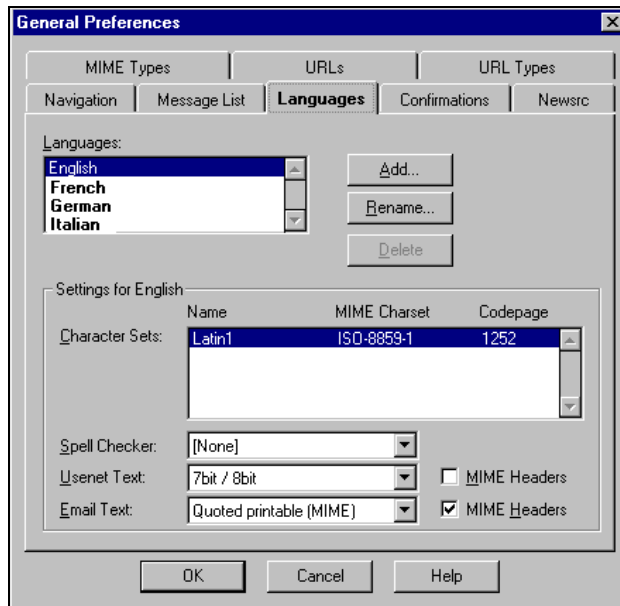 General Preferences
MIME Types URLs URL Types
Navigation Message List Languages Confirmations Newsrc
Languages:
English
French
German
Italian
Add...
Rename...
Delete
Settings for English
Name MIME Charset Codepage
Character Sets: Latin1 ISO-8859-1 1252
Spell Checker: [None]
Usenet Text: 7bit / 8bit MIME Headers
Email Text: Quoted printable (MIME) MIME Headers
OK Cancel Help